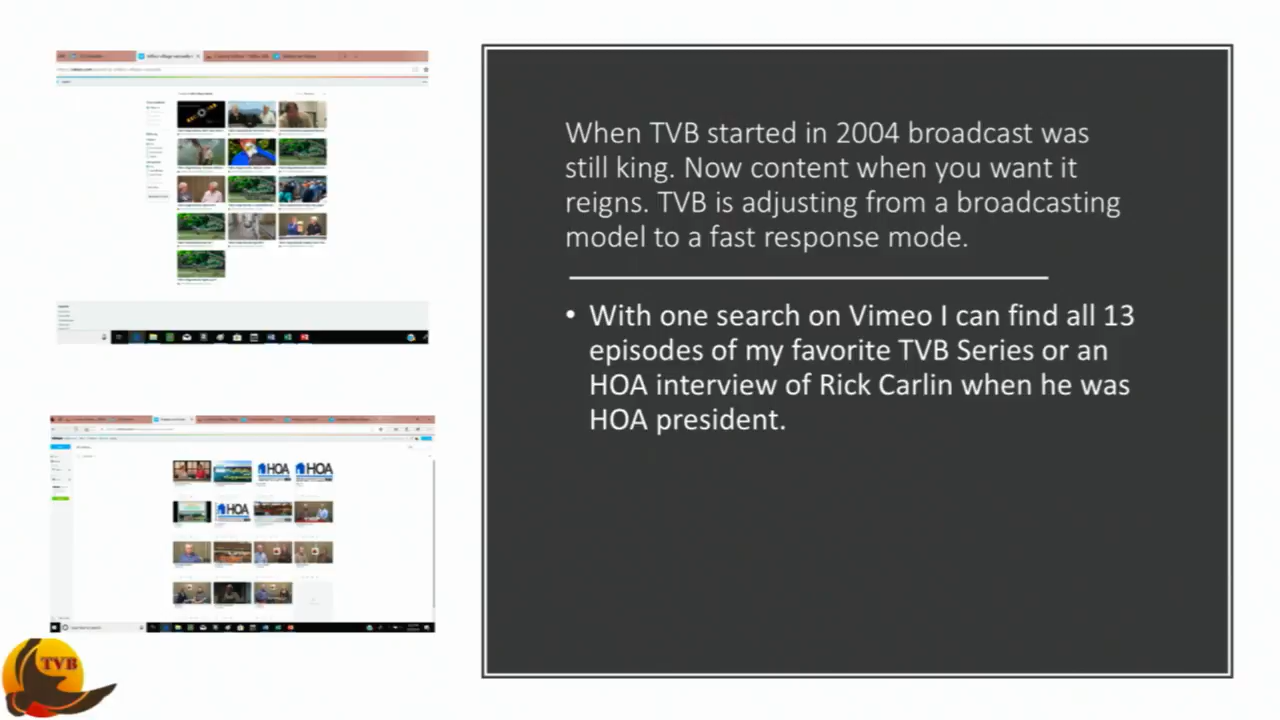 When TVB started in 2004 broadcast was
still king. Now content when you want it
reigns. TVB is adjusting from a broadcasting
model to a fast response mode.
• With one search on Vimeo I can find all 13
episodes of my favorite TVB Series or an
HOA interview of Rick Carlin when he was
HOA president.
HOA HOA
HOA
TVB